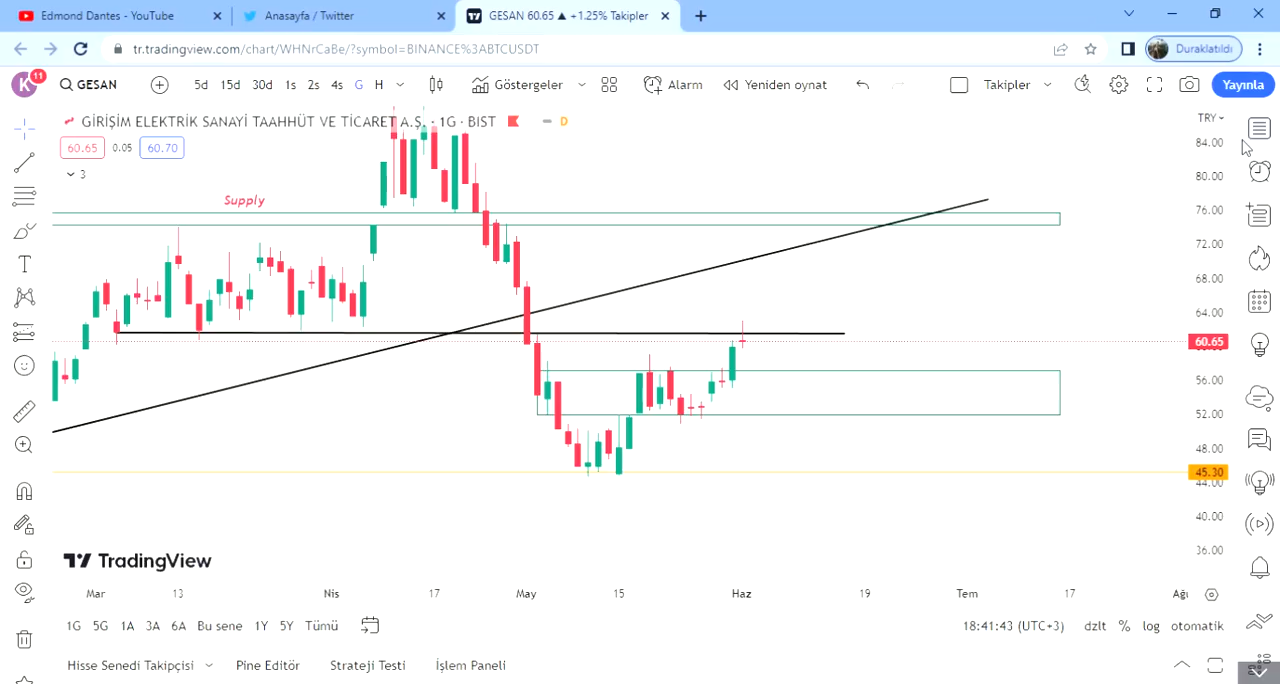 Edmond Dantes - YouTube
Anasayfa / Twitter
GESAN 60.65 ▲ +1.25% Takipler
tr.tradingview.com/chart/WHNrCaBe/?symbol=BINANCE%3ABTCUSDT
Duraklatıldı
K 11
GESAN
5d 15d 30d 1s 2s 4s G H
Göstergeler
Alarm
Yeniden oynat
Takipler
Yayınla
GİRİŞİM ELEKTRİK SANAYİ TAAHHÜT VE TİCARET A.Ş. · 1G · BIST
D
TRY
60.65 0.05 60.70
3
Supply
84.00
80.00
76.00
72.00
68.00
64.00
60.65
56.00
52.00
48.00
45.30
44.00
40.00
36.00
TradingView
Mar 13 Nis 17 May 15 Haz 19 Tem 17 Ağu
1G 5G 1A 3A 6A Bu sene 1Y 5Y Tümü
18:41:43 (UTC+3) dzlt % log otomatik
Hisse Senedi Takipçisi Pine Editör Strateji Testi İşlem Paneli